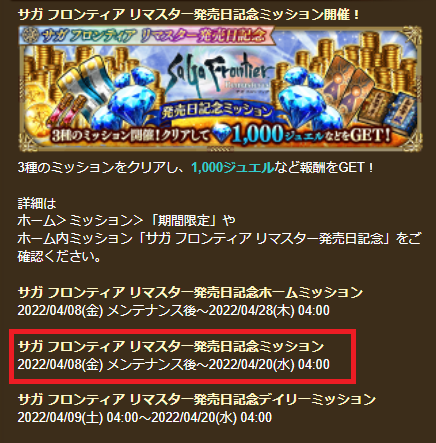 サガ フロンティア リマスター発売日記念ミッション開催！
サガ フロンティア リマスター発売日記念
SaGa Frontier
Remastered
発売日記念ミッション
3種のミッション開催！クリアして1,000ジュエルなどをGET！
3種のミッションをクリアし、1,000ジュエルなど報酬をGET！
詳細は
ホーム＞ミッション＞「期間限定」や
ホーム内ミッション「サガ フロンティア リマスター発売日記念」をご
確認ください。
サガ フロンティア リマスター発売日記念ホームミッション
2022/04/08(金) メンテナンス後～2022/04/28(木) 04:00
サガ フロンティア リマスター発売日記念ミッション
2022/04/08(金) メンテナンス後～2022/04/20(水) 04:00
サガ フロンティア リマスター発売日記念デイリーミッション
2022/04/09(土) 04:00～2022/04/20(水) 04:00